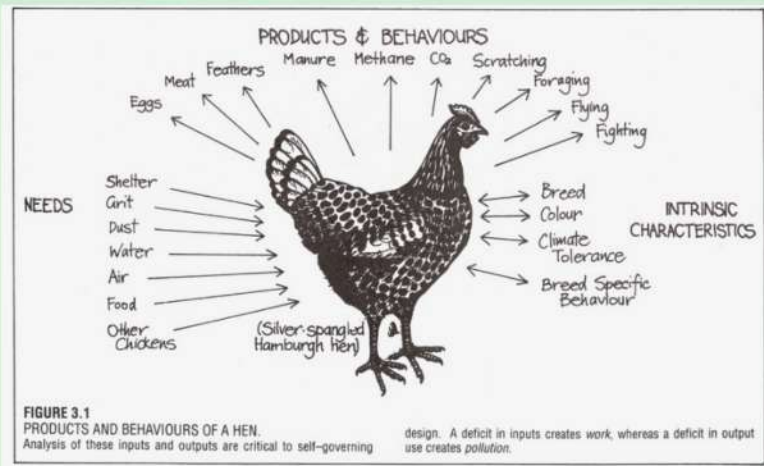 PRODUCTS & BEHAVIOURS
Eggs
Meat
Feathers
Manure
Methane
CO₂
Scratching
Foraging
Flying
Fighting
NEEDS
Shelter
Grit
Dust
Water
Air
Food
Other
Chickens
Breed
Colour
Climate
Tolerance
Breed Specific
Behaviour
INTRINSIC
CHARACTERISTICS
(Silver-spangled
Hamburgh hen)
FIGURE 3.1
PRODUCTS AND BEHAVIOURS OF A HEN.
Analysis of these inputs and outputs are critical to self–governing
design. A deficit in inputs creates work, whereas a deficit in output
use creates pollution.